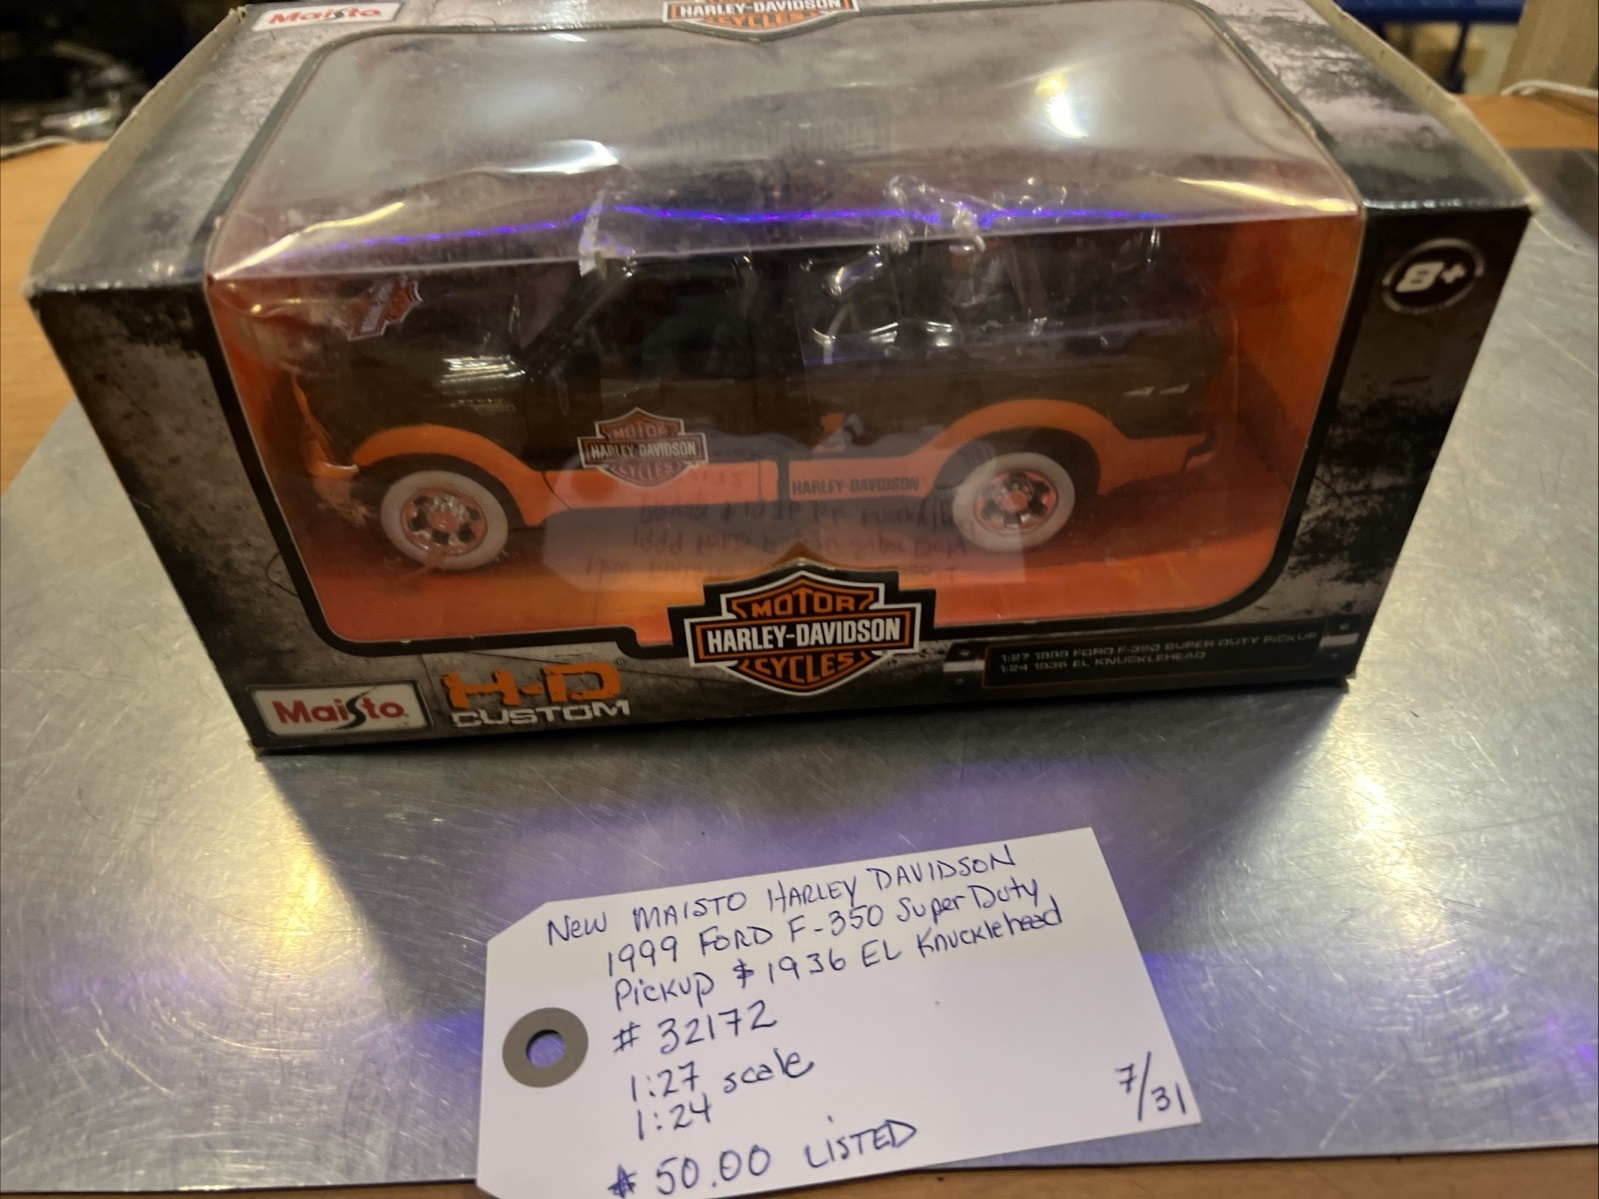 Maisto
HARLEY-DAVIDSON
CYCLES
8+
MOTOR
HARLEY-DAVIDSON
CYCLES
HARLEY-DAVIDSON
MOTOR
HARLEY-DAVIDSON
CYCLES
Maisto
H-D
CUSTOM
1:27 1999 FORD F-350 SUPER DUTY PICKUP
1:24 1936 EL KNUCKLEHEAD
New MAISTO HARLEY DAVIDSON
1999 FORD F-350 Super Duty
Pickup $ 1936 EL Knucklehead
# 32172
1:27 scale
1:24
$ 50.00 LISTED
7/31